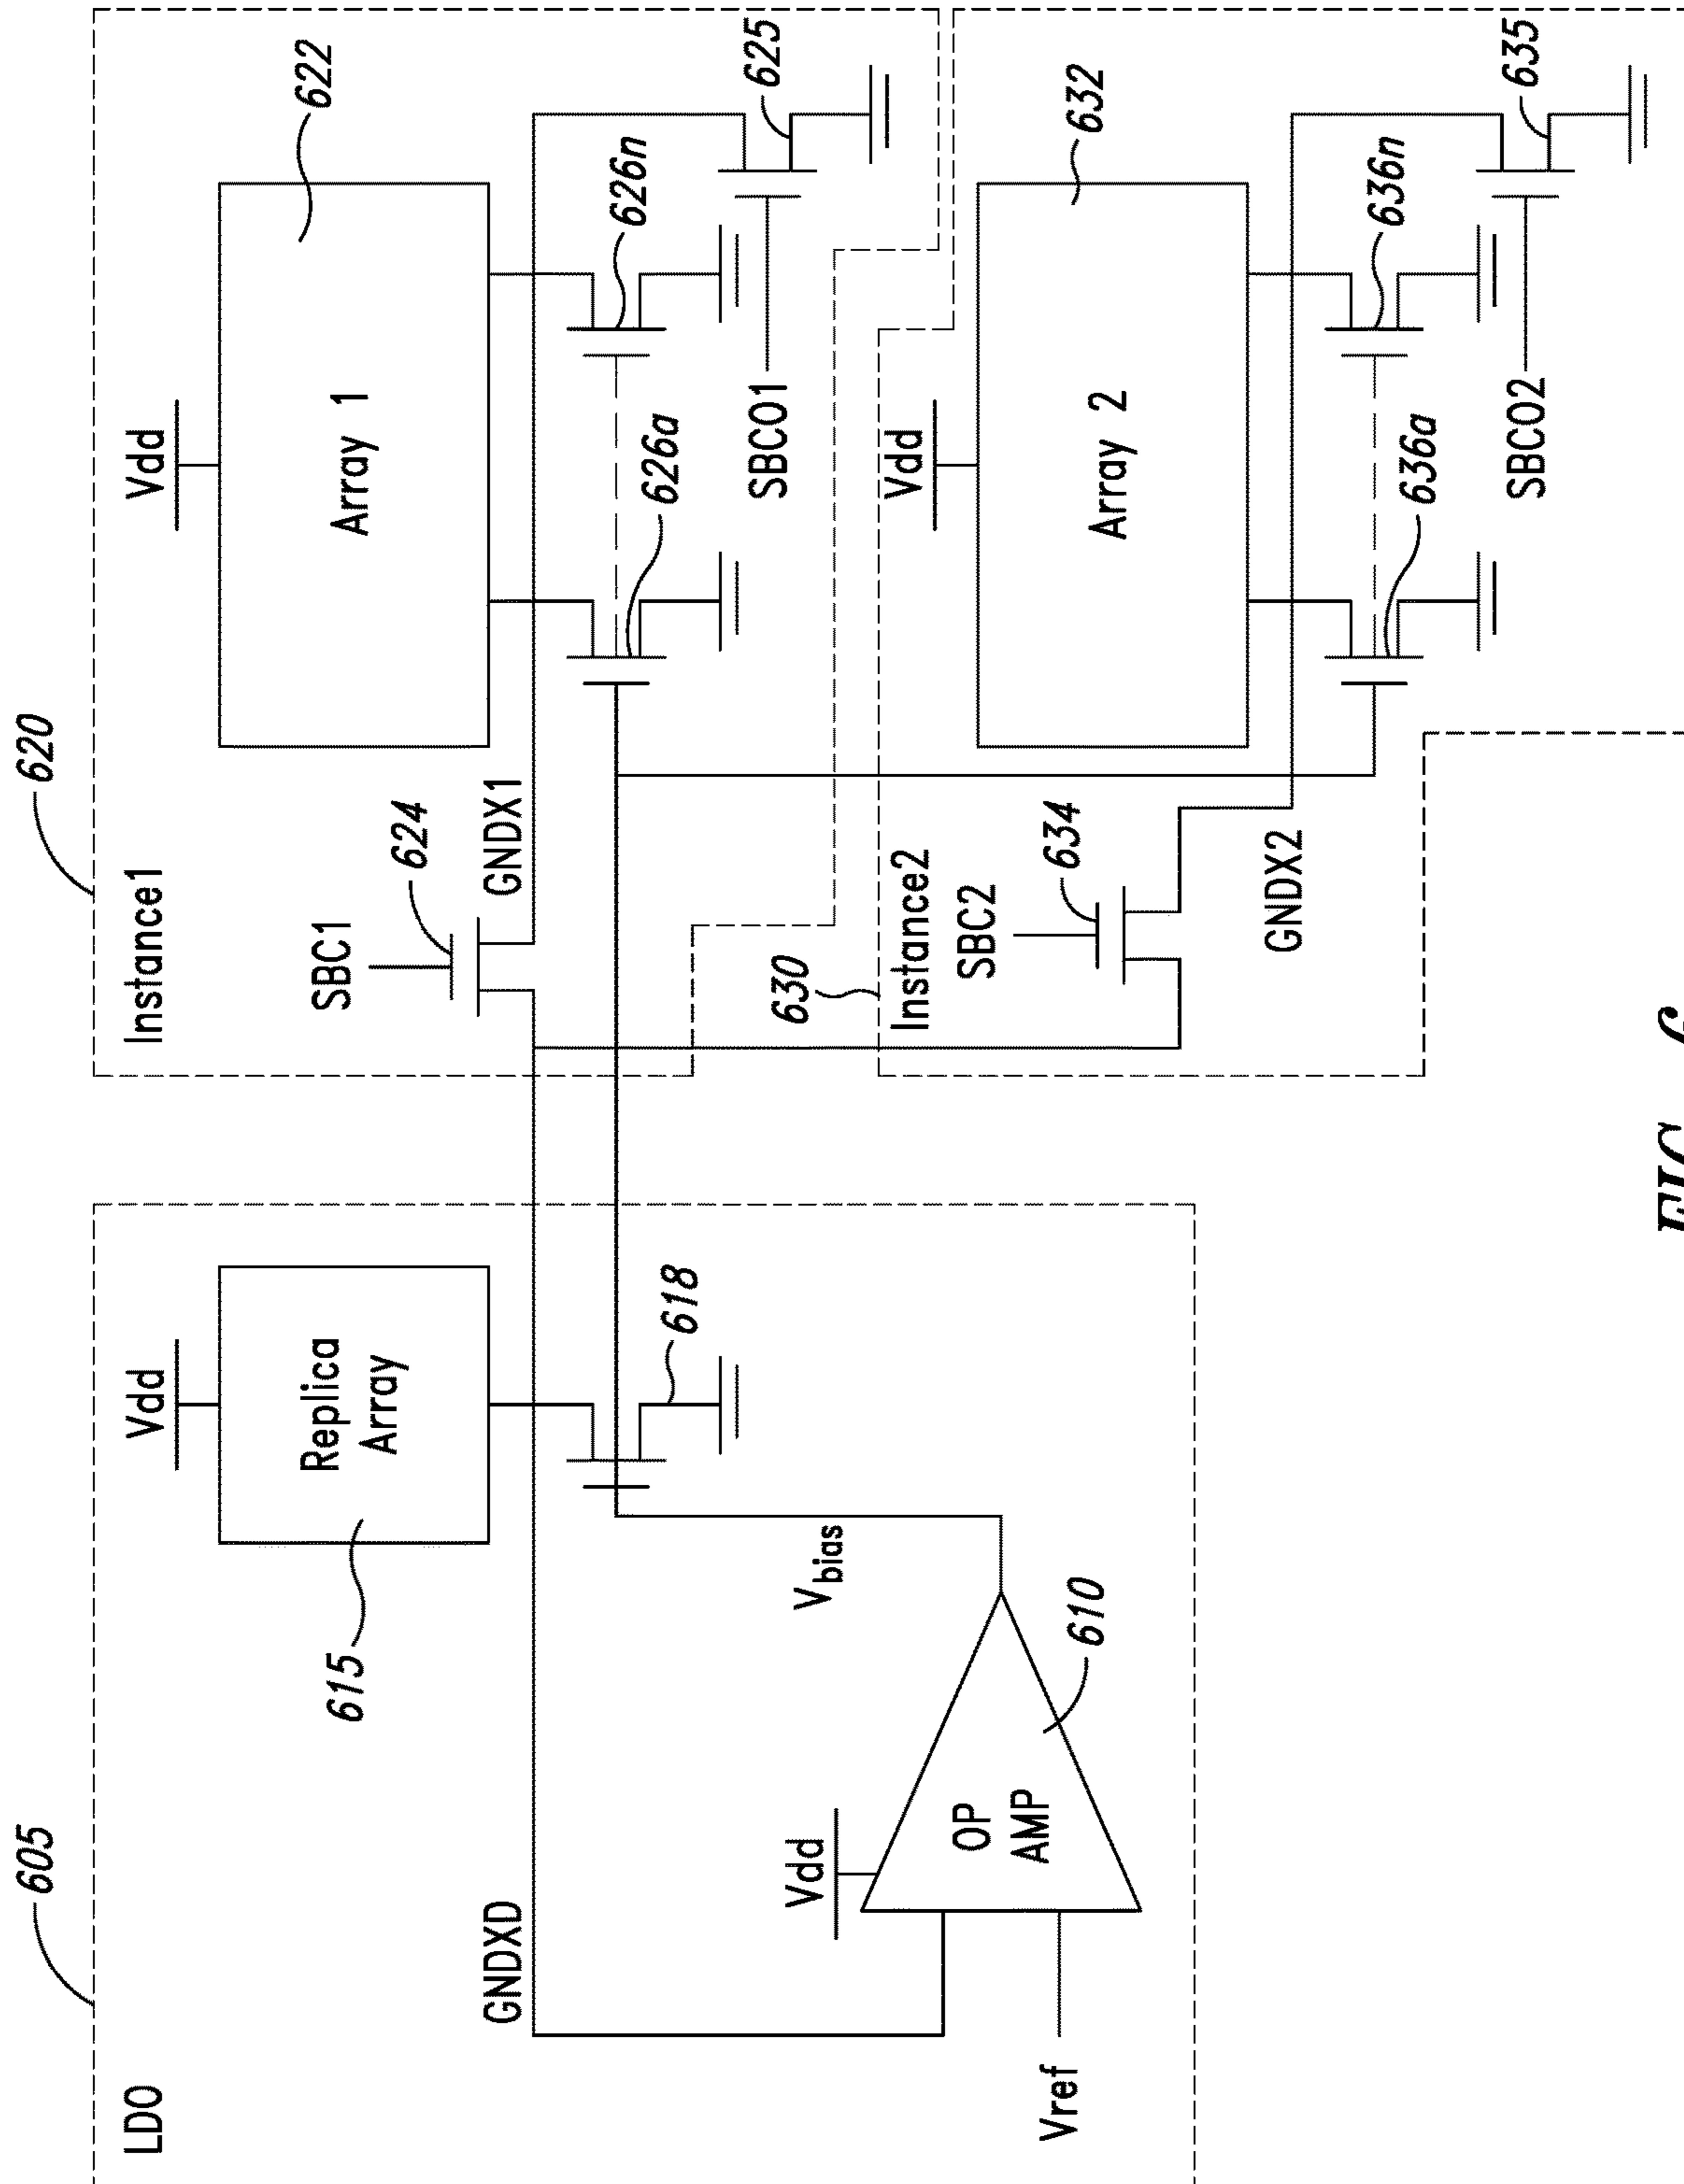 605
LDO
Vdd
Replica
Array
615
618
GNDXD
Vbias
Vdd
OP
AMP
610
Vref
620
Instance1
Vdd
Array 1
622
SBC1
624
GNDX1
626a
626n
625
SBCO1
630
Instance2
Vdd
Array 2
632
SBC2
634
GNDX2
636a
636n
635
SBCO2